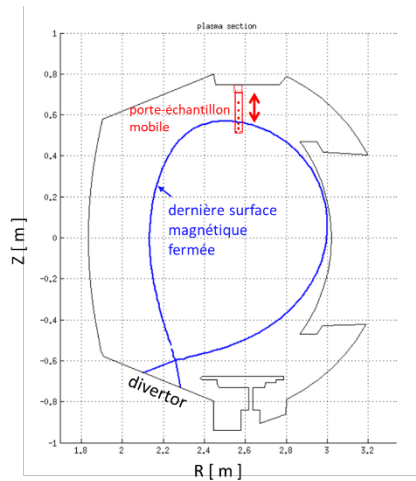 plasma section
1
0.8
0.6
0.4
0.2
0
-0.2
-0.4
-0.6
-0.8
-1
Z [ m ]
porte-échantillon
mobile
dernière surface
magnétique
fermée
divertor
1.8
2
2.2
2.4
2.6
2.8
3
3.2
R [ m ]